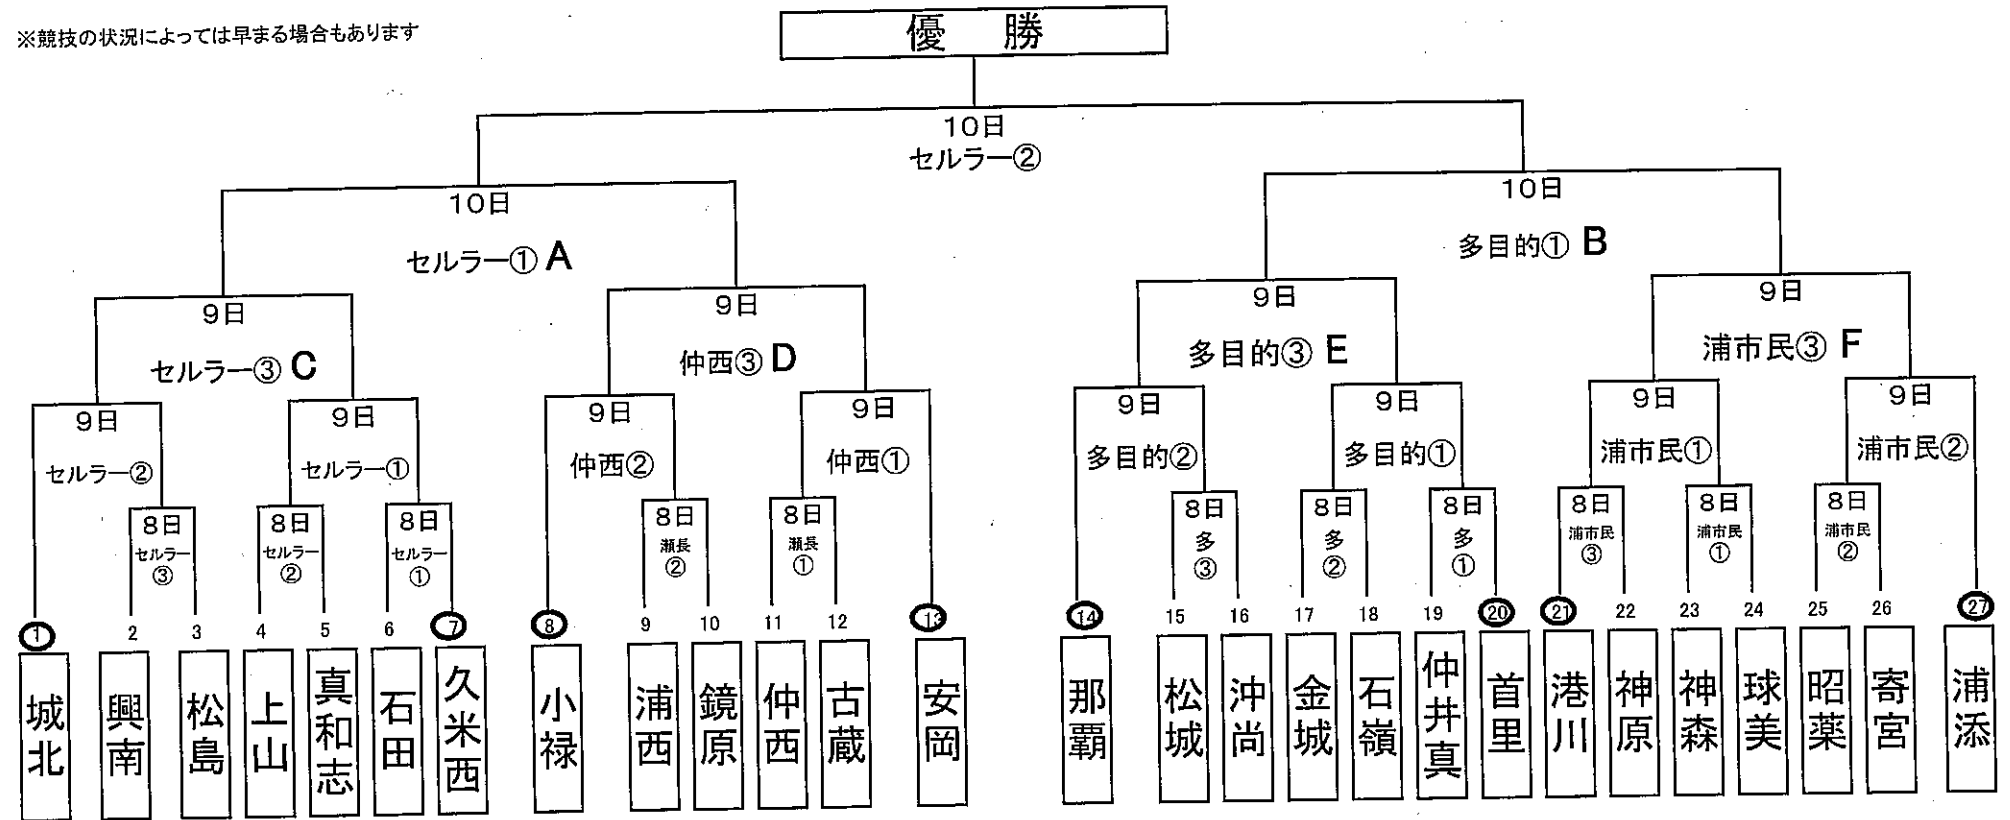 ※競技の状況によっては早まる場合もあります
優　勝
10日
セルラー②
10日
10日
セルラー① A
多目的① B
9日
9日
9日
9日
セルラー③ C
仲西③ D
多目的③ E
浦市民③ F
9日
9日
9日
9日
9日
9日
9日
9日
セルラー②
セルラー①
仲西②
仲西①
多目的②
多目的①
浦市民①
浦市民②
8日
セルラー
③
8日
セルラー
②
8日
セルラー
①
8日
瀬長
②
8日
瀬長
①
8日
多
③
8日
多
②
8日
多
①
8日
浦市民
③
8日
浦市民
①
8日
浦市民
②
1
2
3
4
5
6
7
8
9
10
11
12
13
14
15
16
17
18
19
20
21
22
23
24
25
26
27
城北
興南
松島
上山
真和志
石田
久米西
小禄
浦西
鏡原
仲西
古蔵
安岡
那覇
松城
沖尚
金城
石嶺
仲井真
首里
港川
神原
神森
球美
昭薬
寄宮
浦添